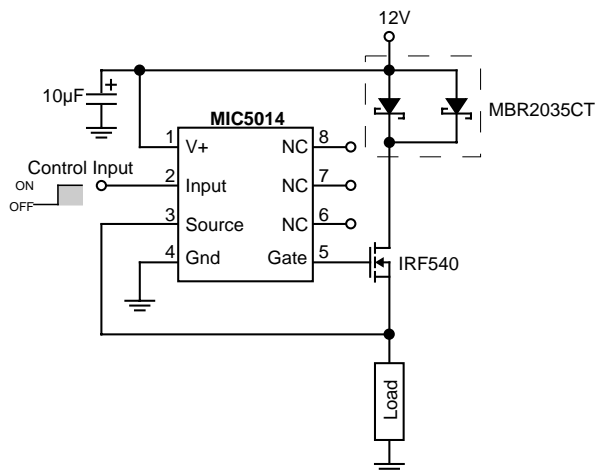 12V
10µF
+
MIC5014
MBR2035CT
1 V+ NC 8
Control Input
ON
OFF
2 Input NC 7
3 Source NC 6
4 Gnd Gate 5
IRF540
Load